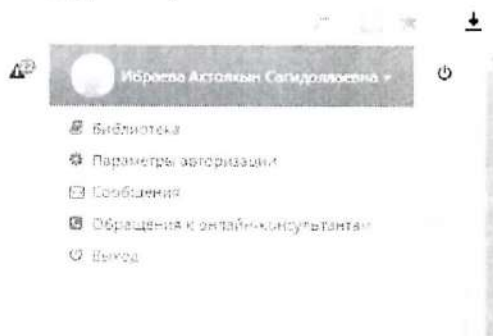 Ибраева Актолкын Сагидоллаевна
Библиотека
Параметры авторизации
Сообщения
Обращения к онлайн-консультантам
Выход